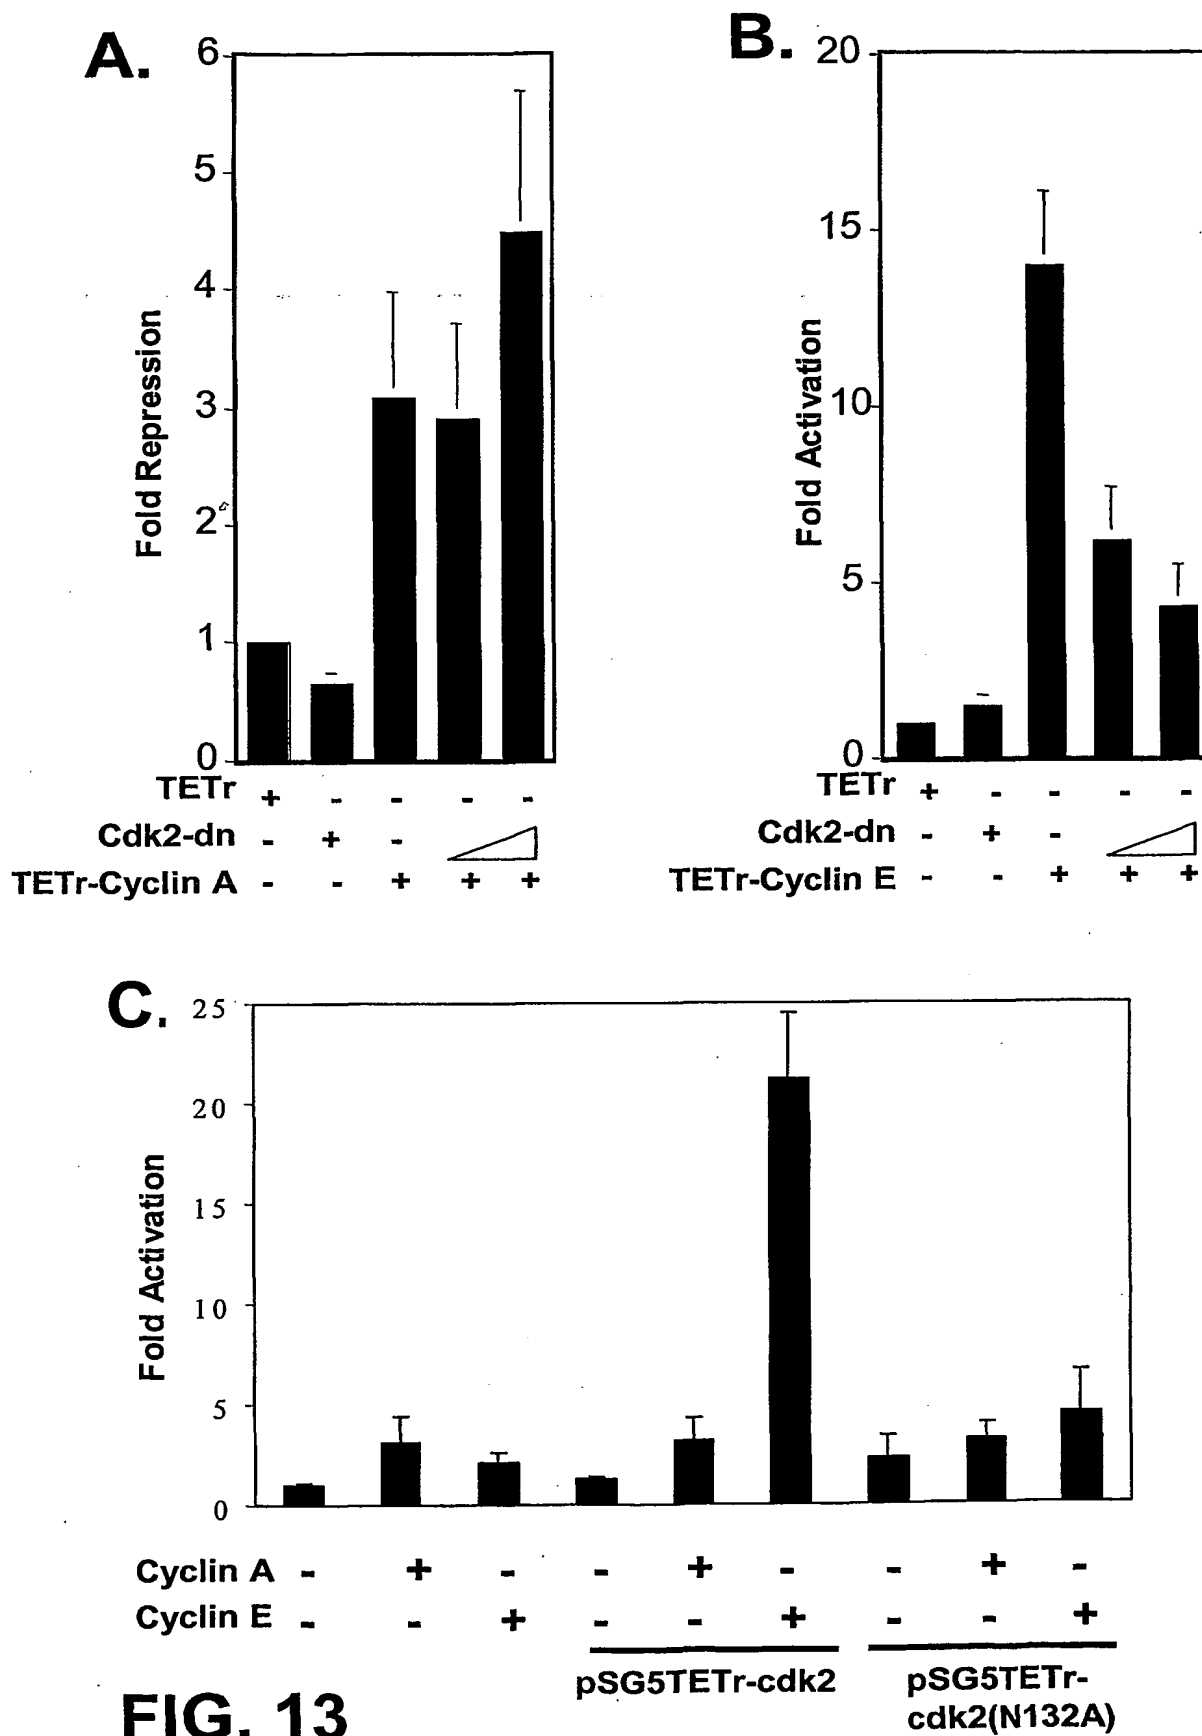 A.
6
5
4
3
2
1
0
Fold Repression
TETr + - - - -
Cdk2-dn - + -
TETr-Cyclin A - - + + +
B.
20
15
10
5
0
Fold Activation
TETr + - - - -
Cdk2-dn - + -
TETr-Cyclin E - - + + +
C.
25
20
15
10
5
0
Fold Activation
Cyclin A - + - - + - - + -
Cyclin E - - + - - + - - +
pSG5TETr-cdk2
pSG5TETr-
cdk2(N132A)
FIG. 13